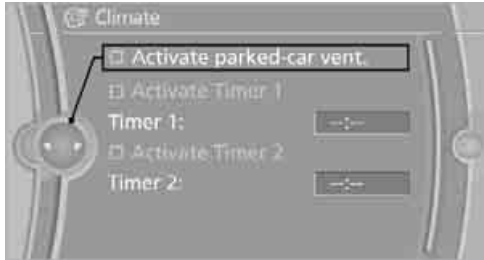 Climate
Activate parked-car vent.
Activate Timer 1
Timer 1: --:--
Activate Timer 2
Timer 2: --:--